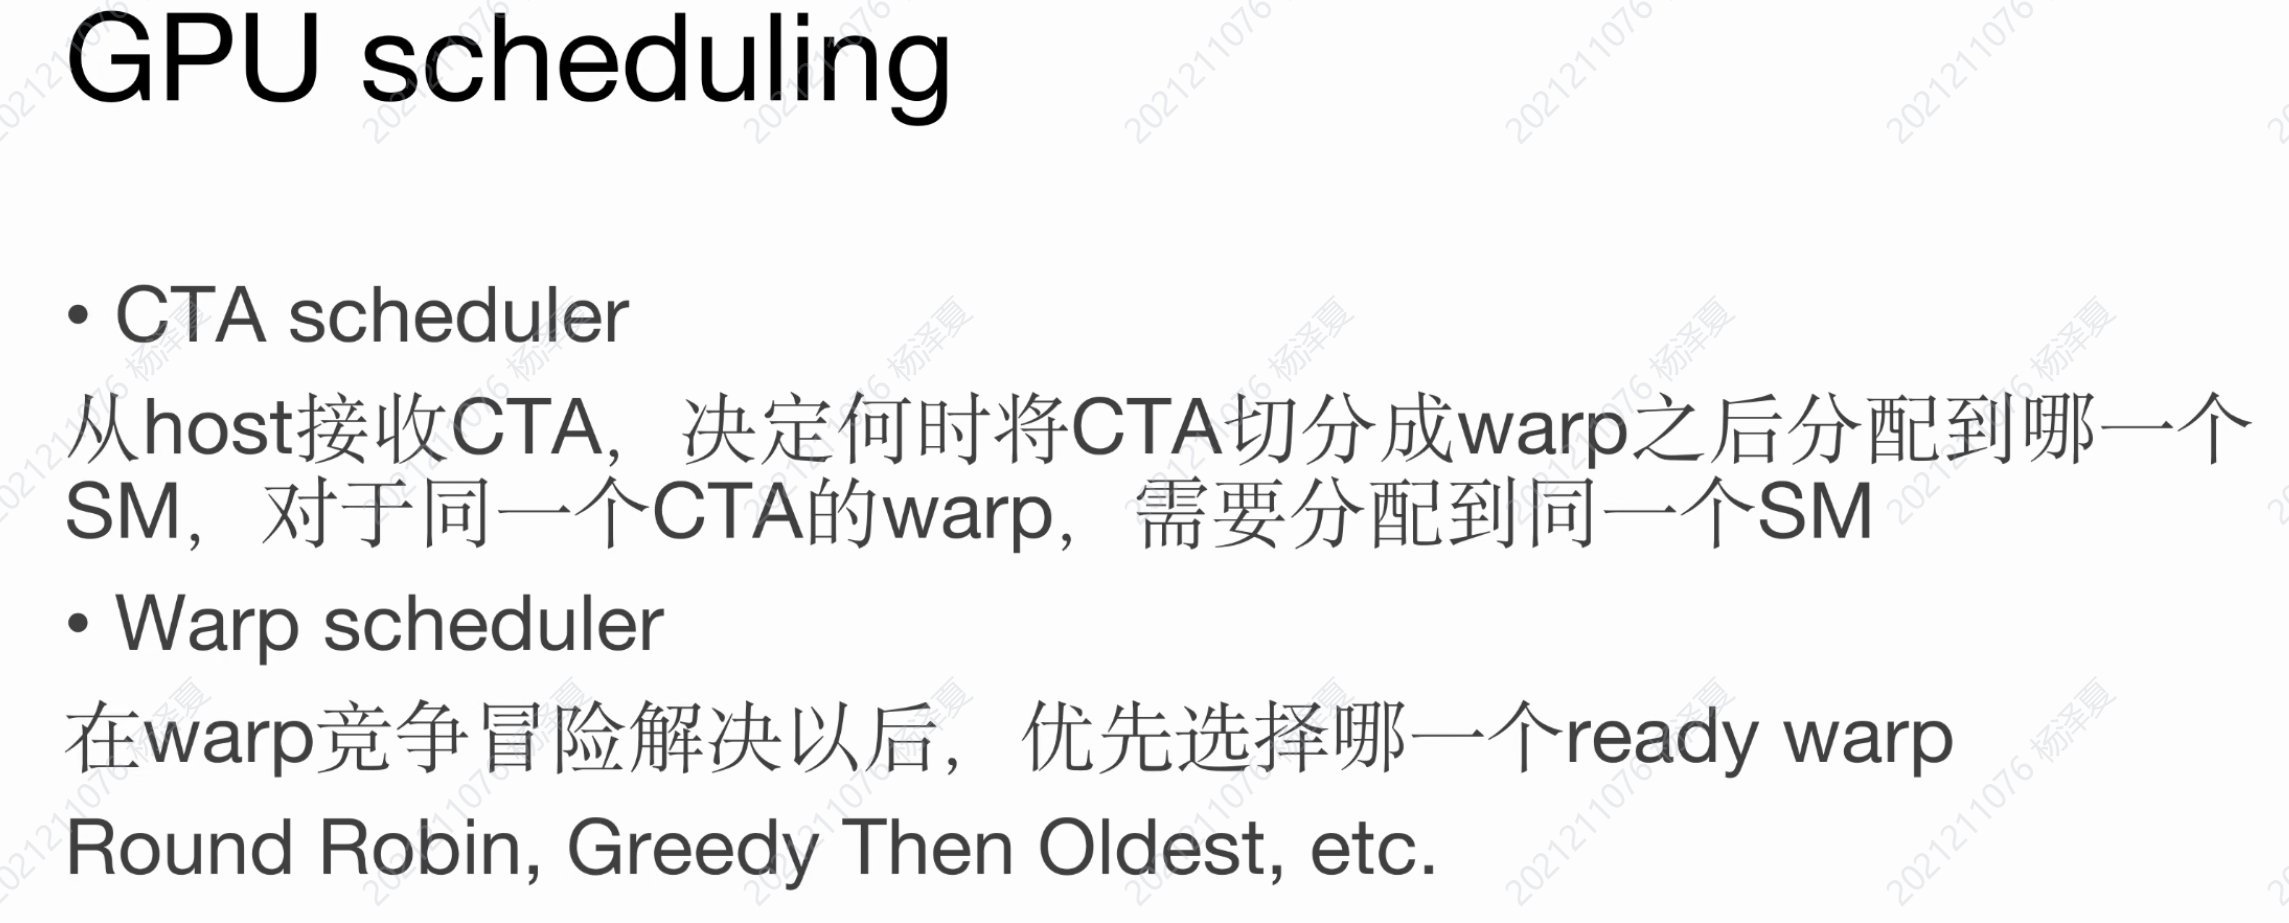 GPU scheduling
• CTA scheduler
从host接收CTA，决定何时将CTA切分成warp之后分配到哪一个
SM，对于同一个CTA的warp，需要分配到同一个SM
• Warp scheduler
在warp竞争冒险解决以后，优先选择哪一个ready warp
Round Robin, Greedy Then Oldest, etc.
2021211076 杨泽夏